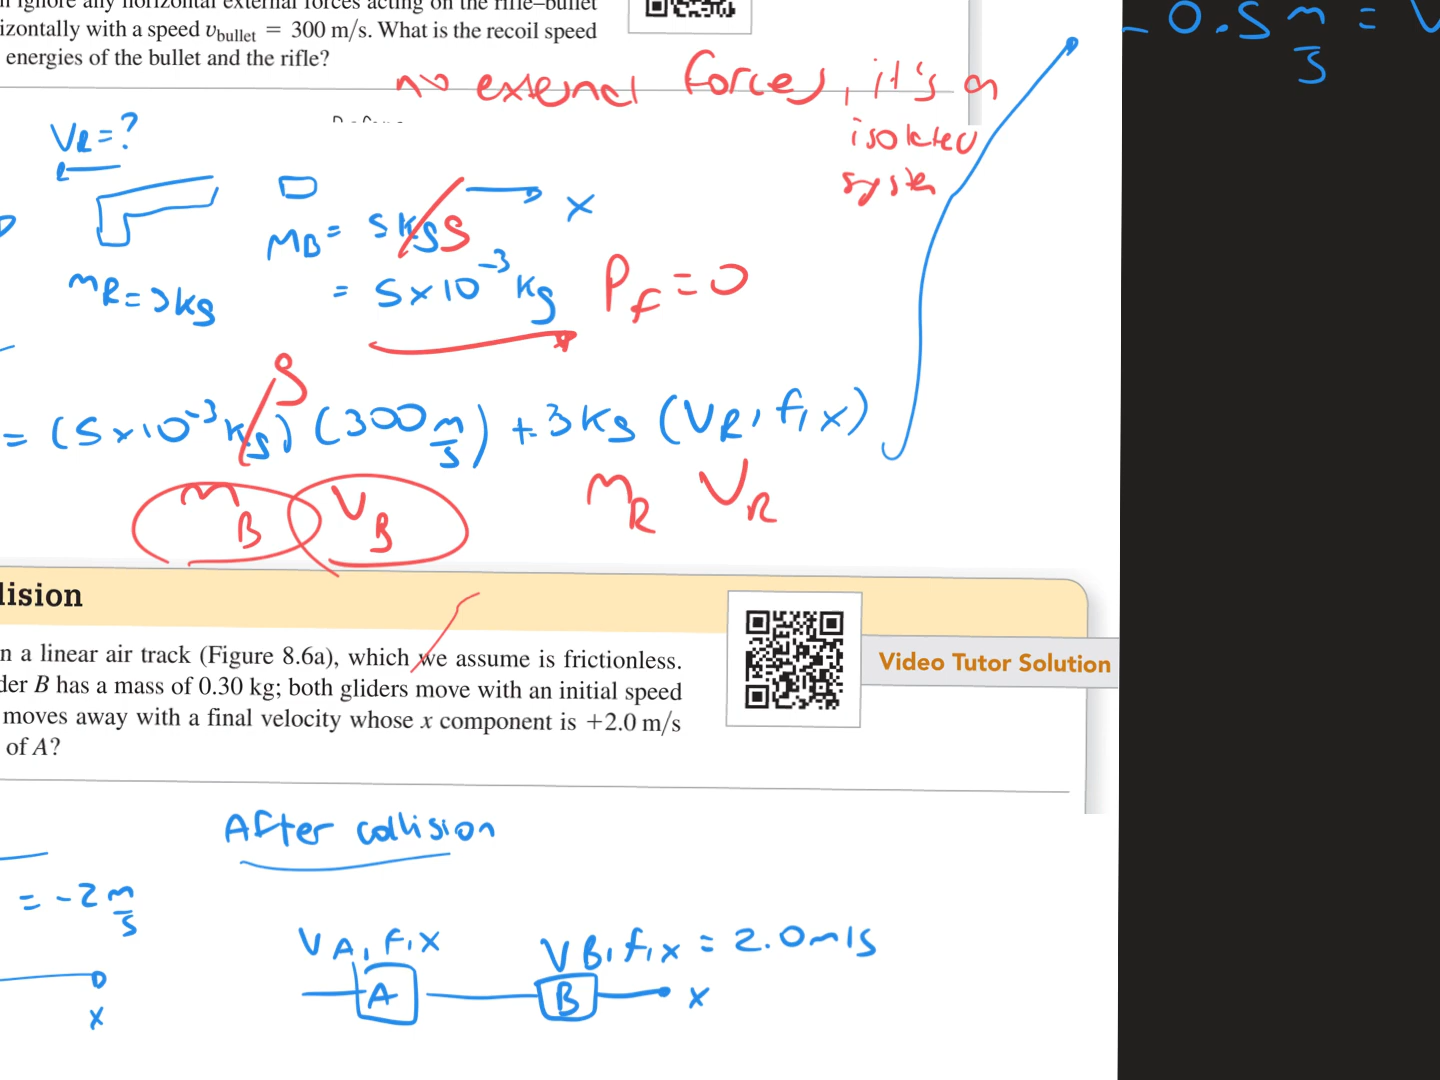 n ignore any horizontal external forces acting on the rifle–bullet
izontally with a speed vbullet = 300 m/s. What is the recoil speed
energies of the bullet and the rifle?
- 0.5 m/s = V
no external forces, it's an
isolated
system
VR = ?
MB = 5 kg g
x
mR = 3kg
= 5 x 10^-3 kg
Pf = 0
g
= (5 x 10^-3 kg) (300 m/s) + 3 kg (VR, fix)
mB VB
mR VR
lision
n a linear air track (Figure 8.6a), which we assume is frictionless.
der B has a mass of 0.30 kg; both gliders move with an initial speed
moves away with a final velocity whose x component is +2.0 m/s
of A?
Video Tutor Solution
After collision
= -2 m/s
VA, fix
VB, fix = 2.0 m/s
A
B
x
x